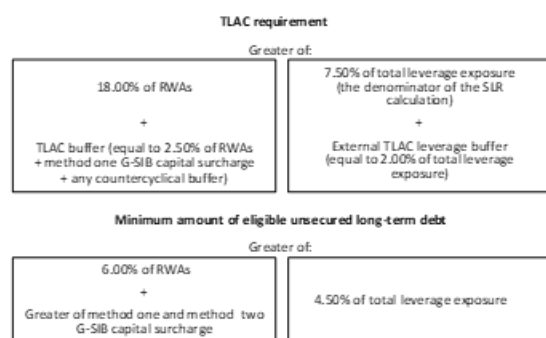 TLAC requirement
Greater of:
18.00% of RWAs
+
TLAC buffer (equal to 2.50% of RWAs
+ method one G-SIB capital surcharge
+ any countercyclical buffer)
7.50% of total leverage exposure
(the denominator of the SLR
calculation)
+
External TLAC leverage buffer
(equal to 2.00% of total leverage
exposure)
Minimum amount of eligible unsecured long-term debt
Greater of:
6.00% of RWAs
+
Greater of method one and method two
G-SIB capital surcharge
4.50% of total leverage exposure